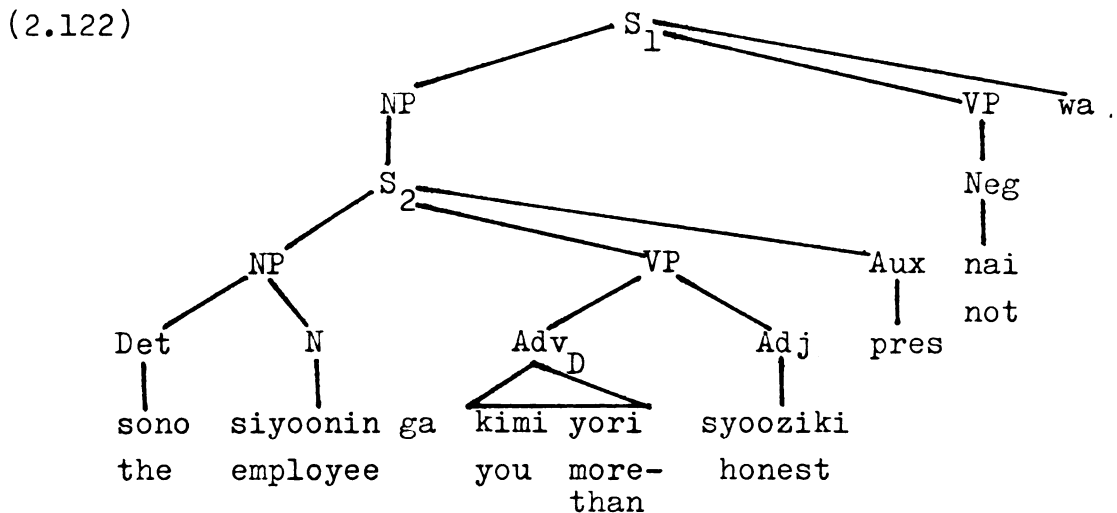 (2.122)
S1
NP VP wa .
S2 Neg
NP VP Aux nai
not
Det N AdvD Adj pres
sono siyoonin ga kimi yori syooziki
the employee you more- honest
than